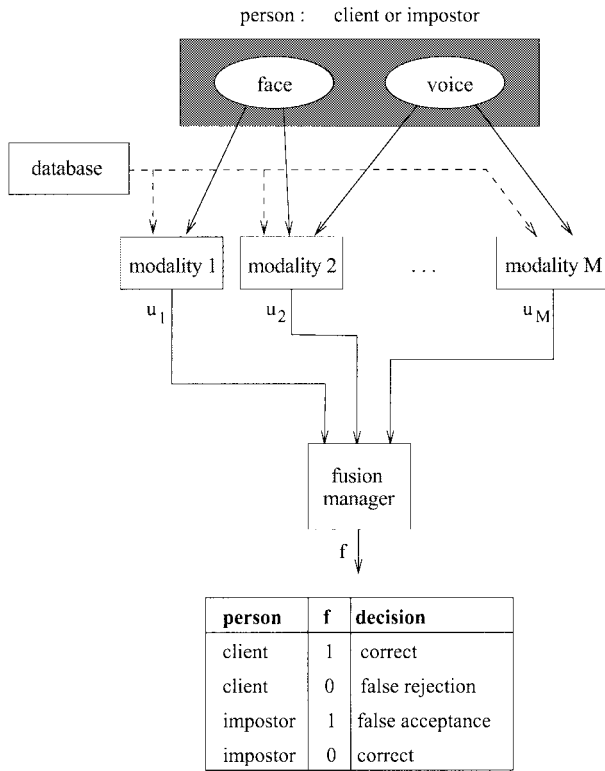 person : client or impostor
face voice
database
modality 1 modality 2 . . . modality M
u1 u2 uM
fusion
manager
f
person f decision
client 1 correct
client 0 false rejection
impostor 1 false acceptance
impostor 0 correct